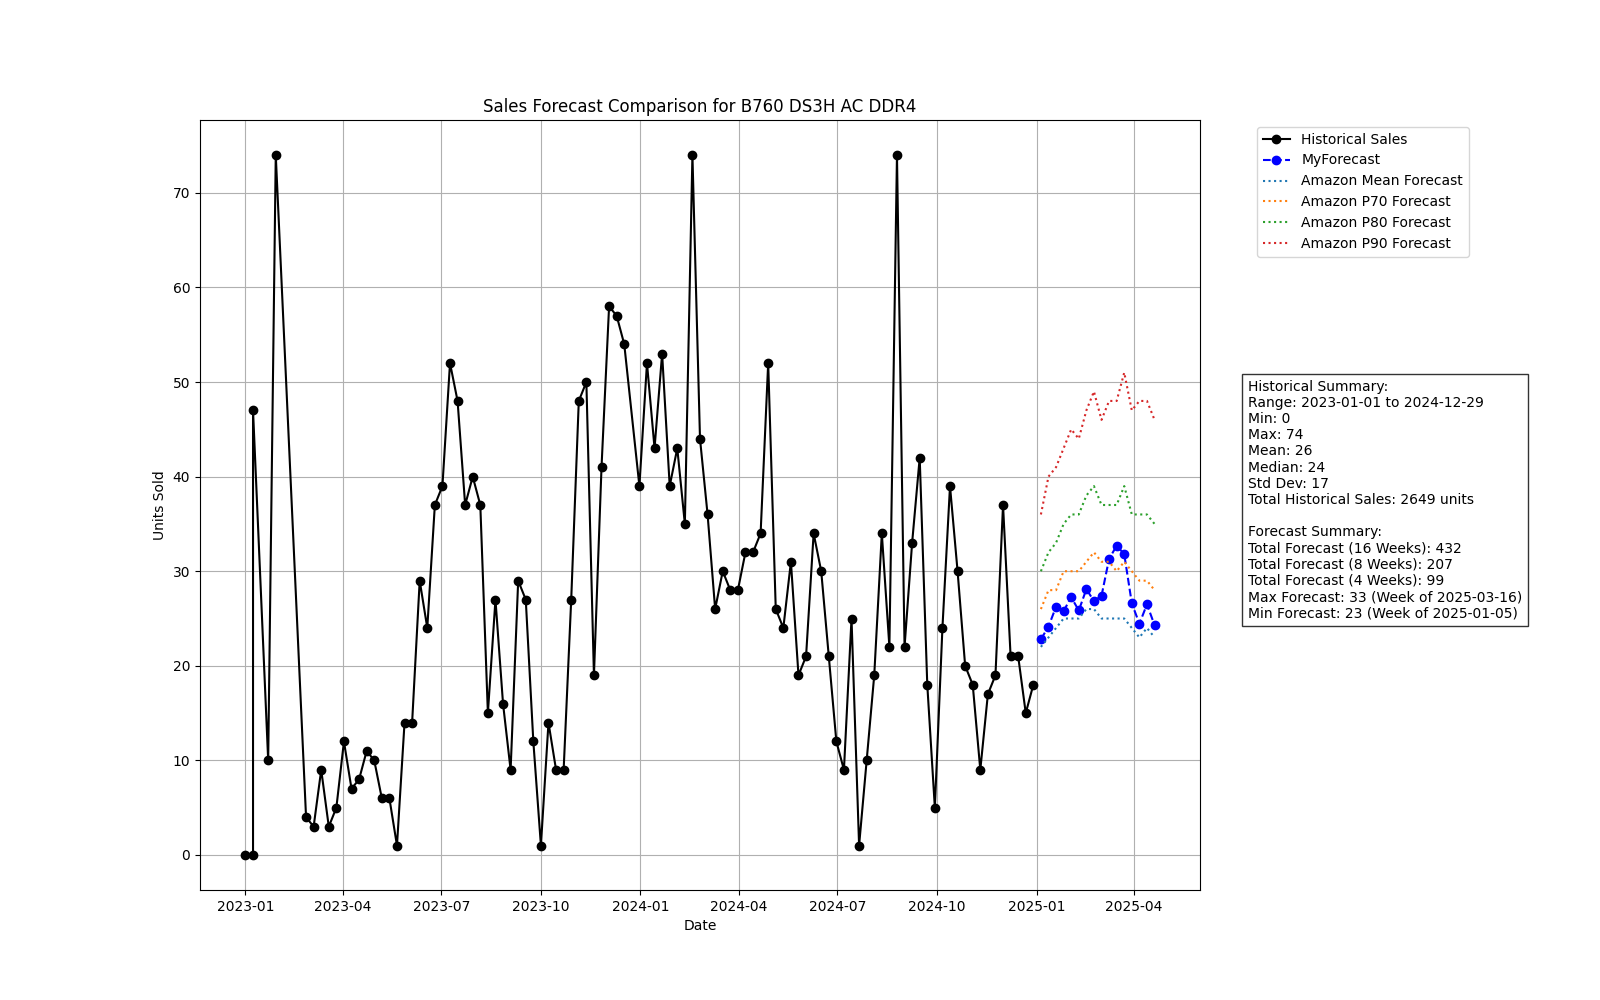 Sales Forecast Comparison for B760 DS3H AC DDR4
Historical Sales
MyForecast
Amazon Mean Forecast
Amazon P70 Forecast
Amazon P80 Forecast
Amazon P90 Forecast
70
60
50
40
30
20
10
0
Units Sold
Historical Summary:
Range: 2023-01-01 to 2024-12-29
Min: 0
Max: 74
Mean: 26
Median: 24
Std Dev: 17
Total Historical Sales: 2649 units
Forecast Summary:
Total Forecast (16 Weeks): 432
Total Forecast (8 Weeks): 207
Total Forecast (4 Weeks): 99
Max Forecast: 33 (Week of 2025-03-16)
Min Forecast: 23 (Week of 2025-01-05)
2023-01 2023-04 2023-07 2023-10 2024-01 2024-04 2024-07 2024-10 2025-01 2025-04
Date